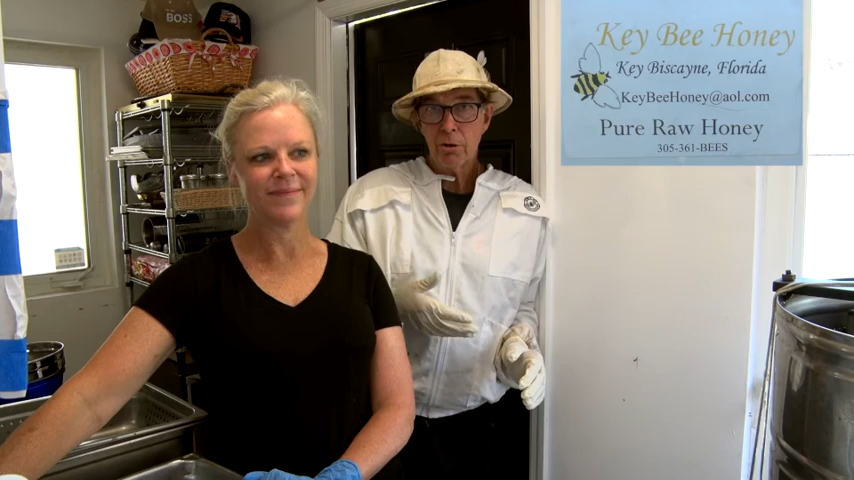 BOSS
Key Bee Honey
Key Biscayne, Florida
KeyBeeHoney@aol.com
Pure Raw Honey
305-361-BEES